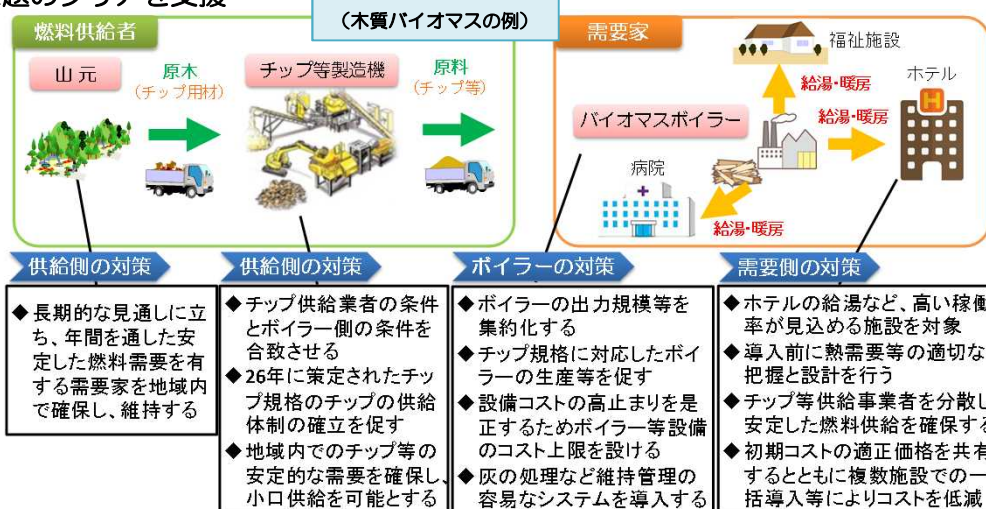 （木質バイオマスの例）
燃料供給者
山元
原木
（チップ用材）
チップ等製造機
原料
（チップ等）
需要家
福祉施設
給湯・暖房
ホテル
H
給湯・暖房
バイオマスボイラー
病院
給湯・暖房
供給側の対策
◆長期的な見通しに立
ち、年間を通した安
定した燃料需要を有
する需要家を地域内
で確保し、維持する
供給側の対策
◆チップ供給業者の条件
とボイラー側の条件を
合致させる
◆26年に策定されたチッ
プ規格のチップの供給
体制の確立を促す
◆地域内でのチップ等の
安定的な需要を確保し、
小口供給を可能とする
ボイラーの対策
◆ボイラーの出力規模等を
集約化する
◆チップ規格に対応したボイ
ラーの生産等を促す
◆設備コストの高止まりを是
正するためボイラー等設備
のコスト上限を設ける
◆灰の処理など維持管理の
容易なシステムを導入する
需要側の対策
◆ホテルの給湯など、高い稼働
率が見込める施設を対象
◆導入前に熱需要等の適切な
把握と設計を行う
◆チップ等供給事業者を分散し
安定した燃料供給を確保する
◆初期コストの適正価格を共有
するとともに複数施設での一
括導入等によりコストを低減